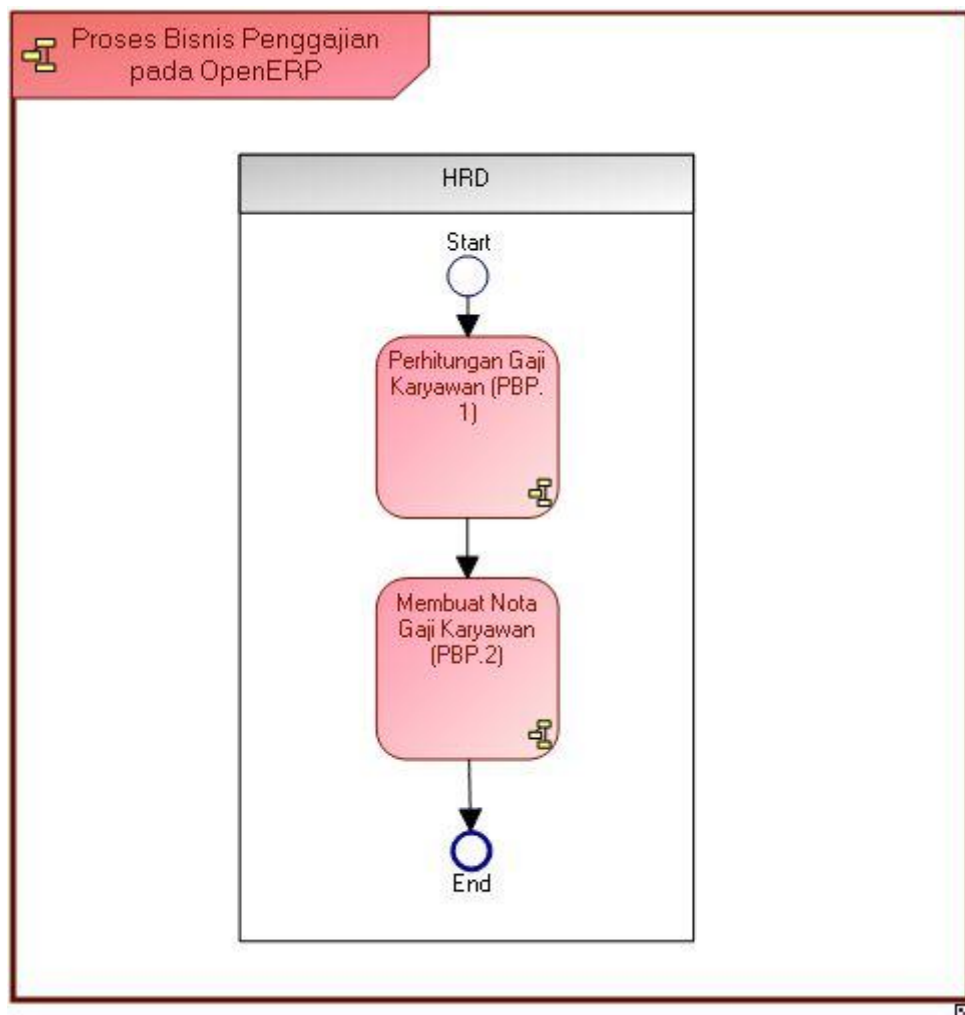 Proses Bisnis Penggajian
pada OpenERP
HRD
Start
Perhitungan Gaji
Karyawan (PBP.
1)
Membuat Nota
Gaji Karyawan
(PBP.2)
End